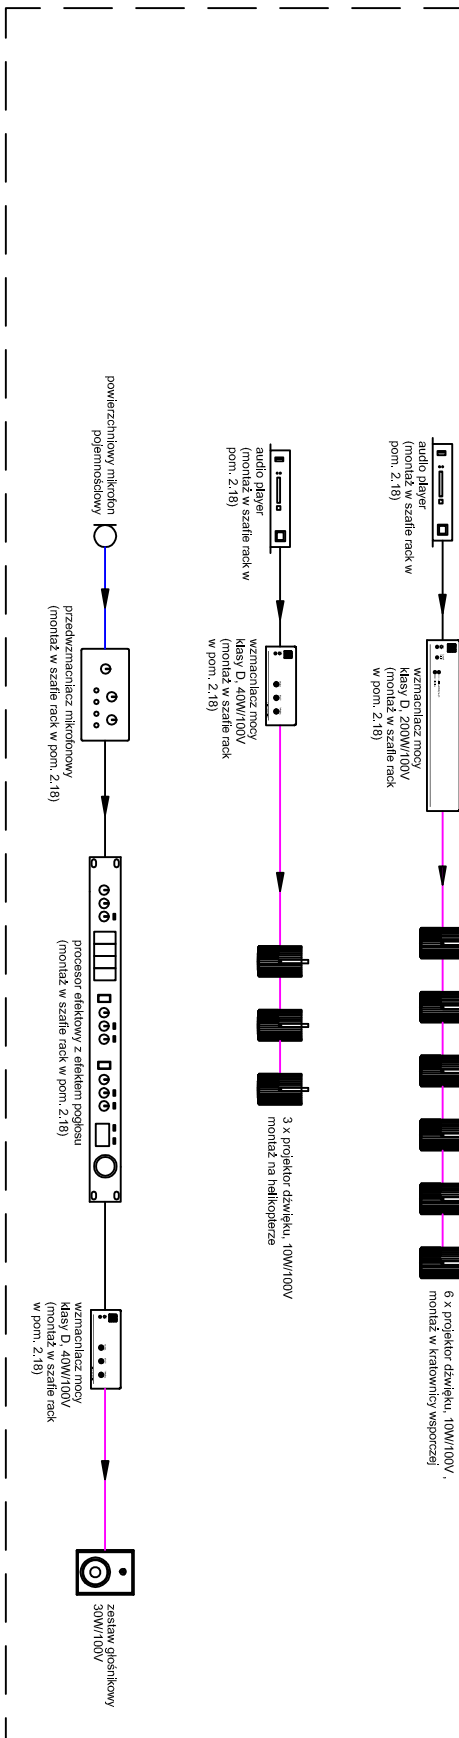 audio player
(montaż w szafie rack w
pom. 2.18)
wzmacniacz mocy
klasy D, 200W/100V
(montaż w szafie rack
w pom. 2.18)
6 x projektor dźwięku, 10W/100V ,
montaż w kratownicy wsporczej
audio player
(montaż w szafie rack w
pom. 2.18)
wzmacniacz mocy
klasy D, 40W/100V
(montaż w szafie rack
w pom. 2.18)
3 x projektor dźwięku, 10W/100V
montaż na helikopterze
powierzchniowy mikrofon
pojemnościowy
przedwzmacniacz mikrofonowy
(montaż w szafie rack w pom. 2.18)
procesor efektowy z efektem pogłosu
(montaż w szafie rack w pom. 2.18)
wzmacniacz mocy
klasy D, 40W/100V
(montaż w szafie rack
w pom. 2.18)
zestaw głośnikowy
30W/100V